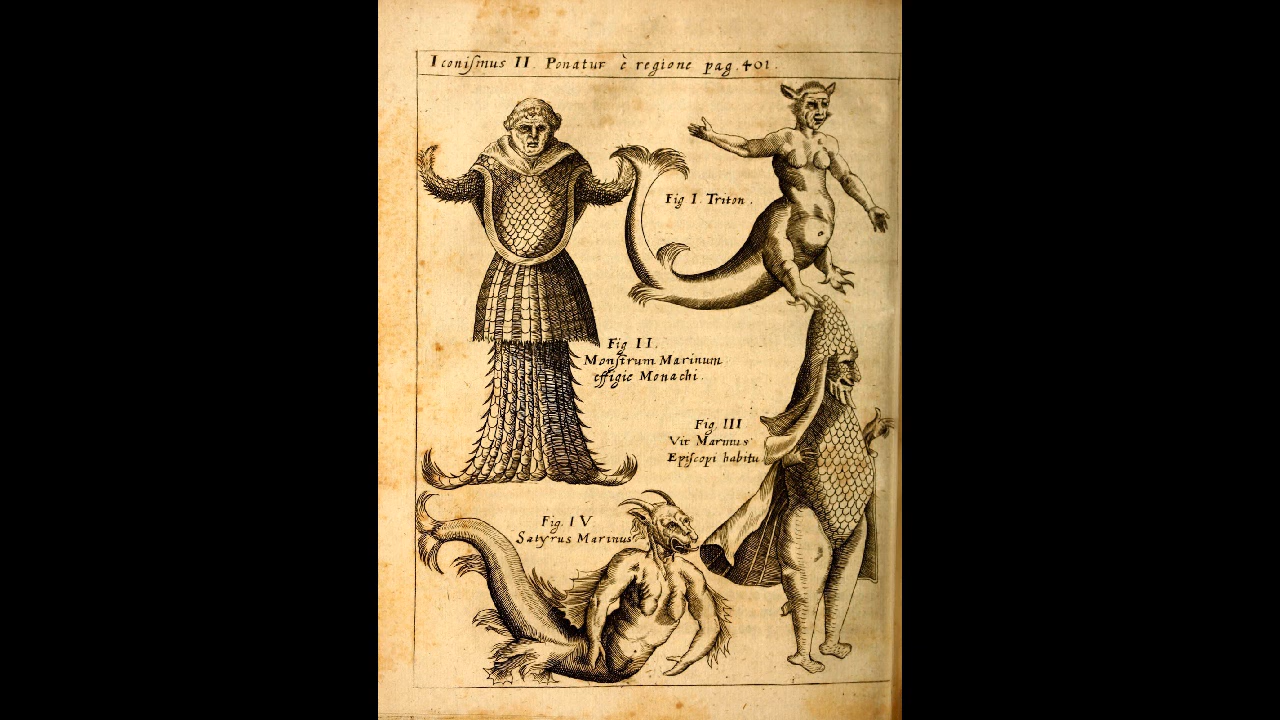 Iconiſmus II. Ponatur è regione pag. 401.
Fig I. Triton.
Fig II.
Monſtrum Marinum
effigie Monachi.
Fig. III
Vir Marinus
Epiſcopi habitu
Fig. IV
Satyrus Marinus